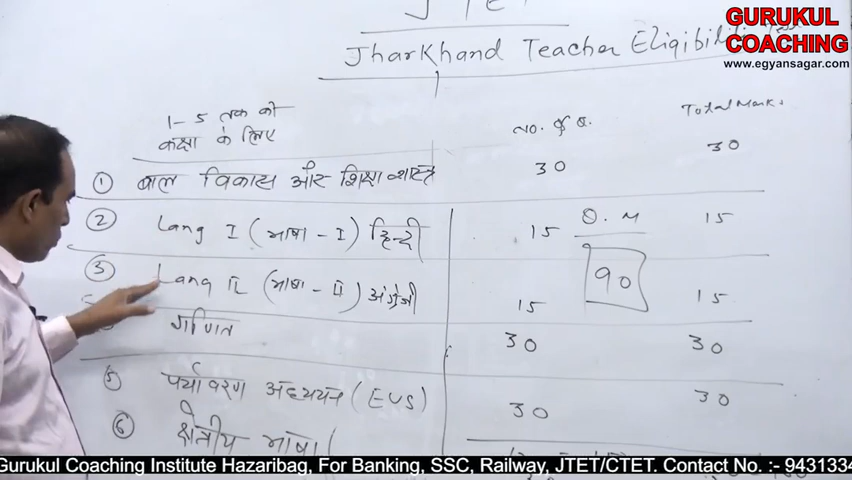 JTET
GURUKUL
COACHING
www.egyansagar.com
Jharkhand Teacher Eligibiliti
1-5 तक की
कक्षा के लिए
No. of Q.
Total Marks
① बाल विकास और शिक्षा शास्त्र 30 30
② Lang I (भाषा - I) हिन्दी 15 O.M 15
③ Lang II (भाषा - II) अंग्रेजी 15 90 15
गणित 30 30
5 पर्यावरण अध्ययन (EVS) 30 30
⑥ क्षेत्रीय भाषा (
Gurukul Coaching Institute Hazaribag, For Banking, SSC, Railway, JTET/CTET. Contact No. :- 9431334